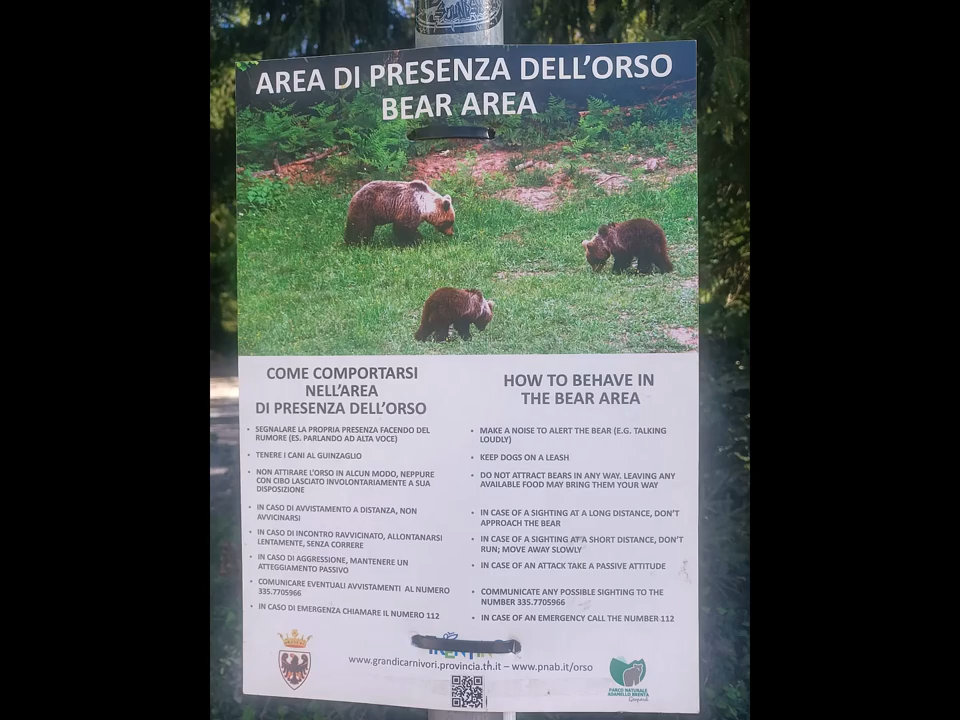 AREA DI PRESENZA DELL'ORSO
BEAR AREA
COME COMPORTARSI
NELL'AREA
DI PRESENZA DELL'ORSO
• SEGNALARE LA PROPRIA PRESENZA FACENDO DEL
RUMORE (ES. PARLANDO AD ALTA VOCE)
• TENERE I CANI AL GUINZAGLIO
• NON ATTIRARE L'ORSO IN ALCUN MODO, NEPPURE
CON CIBO LASCIATO INVOLONTARIAMENTE A SUA
DISPOSIZIONE
• IN CASO DI AVVISTAMENTO A DISTANZA, NON
AVVICINARSI
• IN CASO DI INCONTRO RAVVICINATO, ALLONTANARSI
LENTAMENTE, SENZA CORRERE
• IN CASO DI AGGRESSIONE, MANTENERE UN
ATTEGGIAMENTO PASSIVO
• COMUNICARE EVENTUALI AVVISTAMENTI AL NUMERO
335.7705966
• IN CASO DI EMERGENZA CHIAMARE IL NUMERO 112
HOW TO BEHAVE IN
THE BEAR AREA
• MAKE A NOISE TO ALERT THE BEAR (E.G. TALKING
LOUDLY)
• KEEP DOGS ON A LEASH
• DO NOT ATTRACT BEARS IN ANY WAY. LEAVING ANY
AVAILABLE FOOD MAY BRING THEM YOUR WAY
• IN CASE OF A SIGHTING AT A LONG DISTANCE, DON'T
APPROACH THE BEAR
• IN CASE OF A SIGHTING AT A SHORT DISTANCE, DON'T
RUN; MOVE AWAY SLOWLY
• IN CASE OF AN ATTACK TAKE A PASSIVE ATTITUDE
• COMMUNICATE ANY POSSIBLE SIGHTING TO THE
NUMBER 335.7705966
• IN CASE OF AN EMERGENCY CALL THE NUMBER 112
www.grandicarnivori.provincia.tn.it – www.pnab.it/orso
PARCO NATURALE
ADAMELLO BRENTA
Geopark